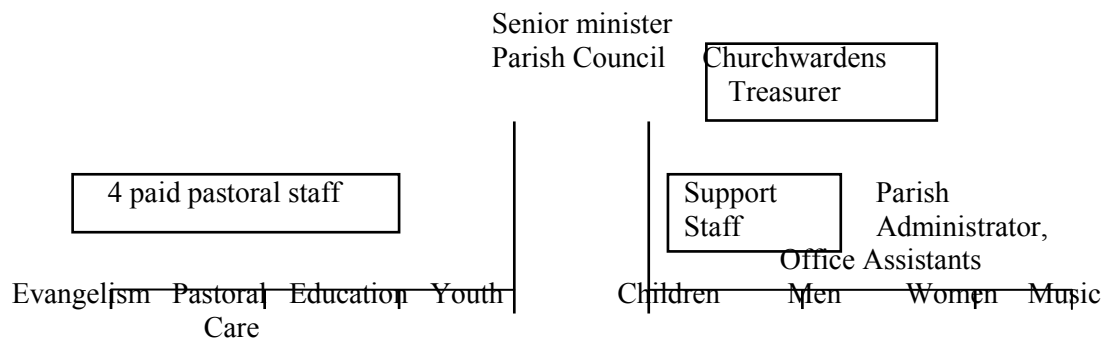 Senior minister
Parish Council Churchwardens
Treasurer
4 paid pastoral staff
Support Parish
Staff Administrator,
Office Assistants
Evangelism Pastoral Education Youth Children Men Women Music
Care